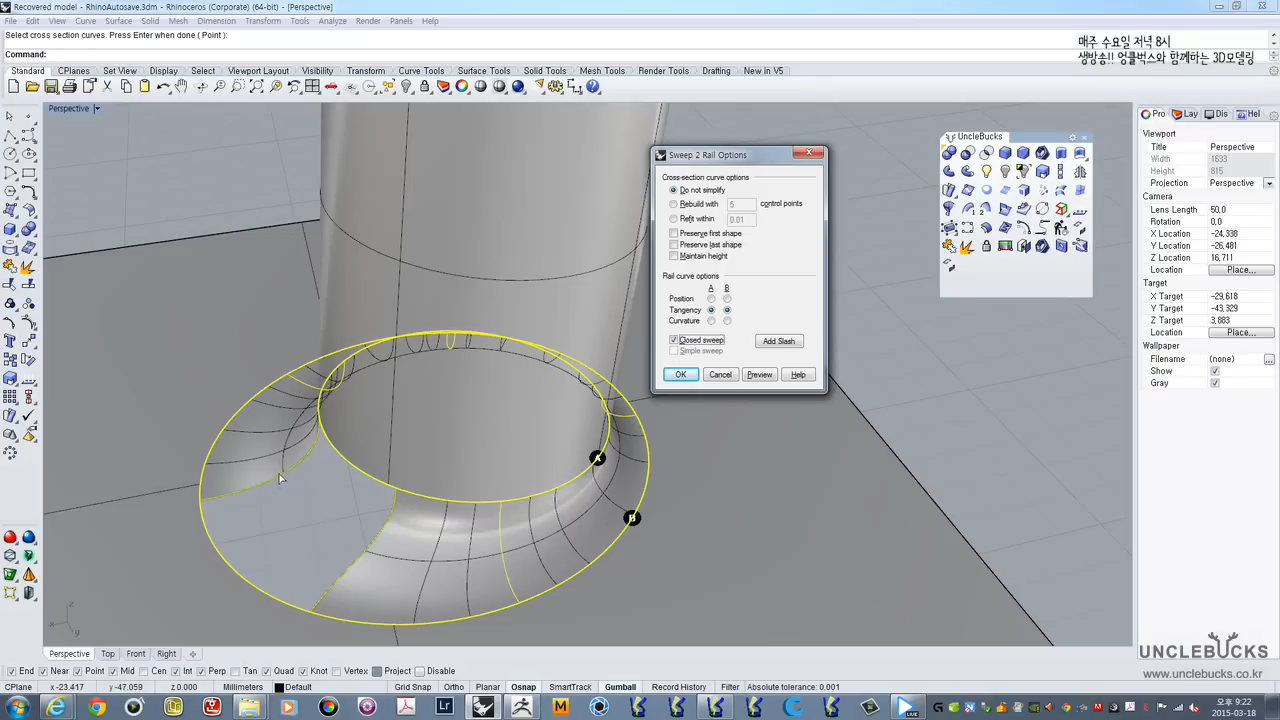 Recovered model - RhinoAutosave.3dm - Rhinoceros (Corporate) (64-bit) - [Perspective]
File Edit View Curve Surface Solid Mesh Dimension Transform Tools Analyze Render Panels Help
Select cross section curves. Press Enter when done ( Point ):
Command:
매주 수요일 저녁 8시
생방송!! 엉클벅스와 함께하는 3D모델링
Standard CPlanes Set View Display Select Viewport Layout Visibility Transform Curve Tools Surface Tools Solid Tools Mesh Tools Render Tools Drafting New in V5
Perspective
UncleBucks
Pro Lay Dis Hel
Viewport
Title Perspective
Width 1633
Height 815
Projection Perspective
Camera
Lens Length 50.0
Rotation 0.0
X Location -24.338
Y Location -26.481
Z Location 16.711
Location Place...
Target
X Target -29.618
Y Target -43.329
Z Target 3.883
Location Place...
Wallpaper
Filename (none)
Show
Gray
Sweep 2 Rail Options
Cross-section curve options
Do not simplify
Rebuild with 5 control points
Refit within 0.01
Preserve first shape
Preserve last shape
Maintain height
Rail curve options
A B
Position
Tangency
Curvature
Closed sweep
Simple sweep
Add Slash
OK Cancel Preview Help
A
B
z
x y
Perspective Top Front Right
UNCLEBUCKS
www.unclebucks.co.kr
End Near Point Mid Cen Int Perp Tan Quad Knot Vertex Project Disable
CPlane x -23.417 y -47.059 z 0.000 Millimeters Default Grid Snap Ortho Planar Osnap SmartTrack Gumball Record History Filter Absolute tolerance: 0.001
오후 9:22
2015-03-18